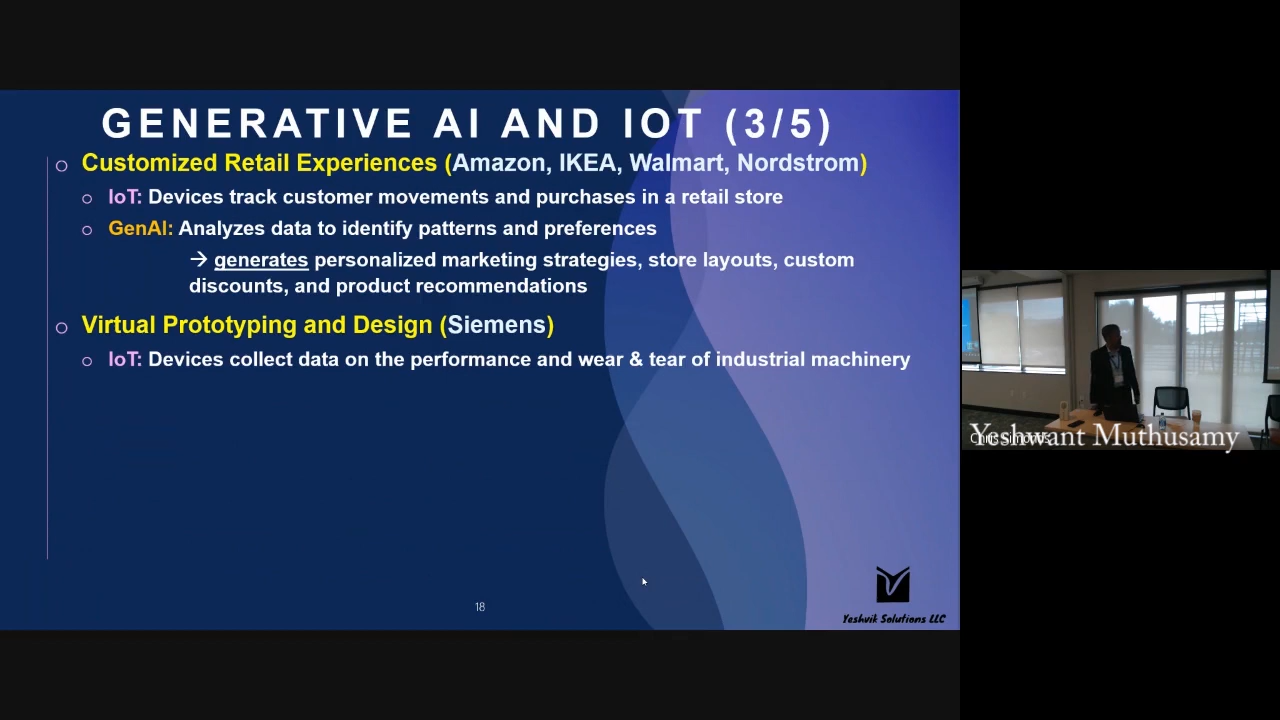 GENERATIVE AI AND IOT (3/5)
Customized Retail Experiences (Amazon, IKEA, Walmart, Nordstrom)
IoT: Devices track customer movements and purchases in a retail store
GenAI: Analyzes data to identify patterns and preferences
→ generates personalized marketing strategies, store layouts, custom
discounts, and product recommendations
Virtual Prototyping and Design (Siemens)
IoT: Devices collect data on the performance and wear & tear of industrial machinery
18
Yeshvik Solutions LLC
Yeshwant Muthusamy